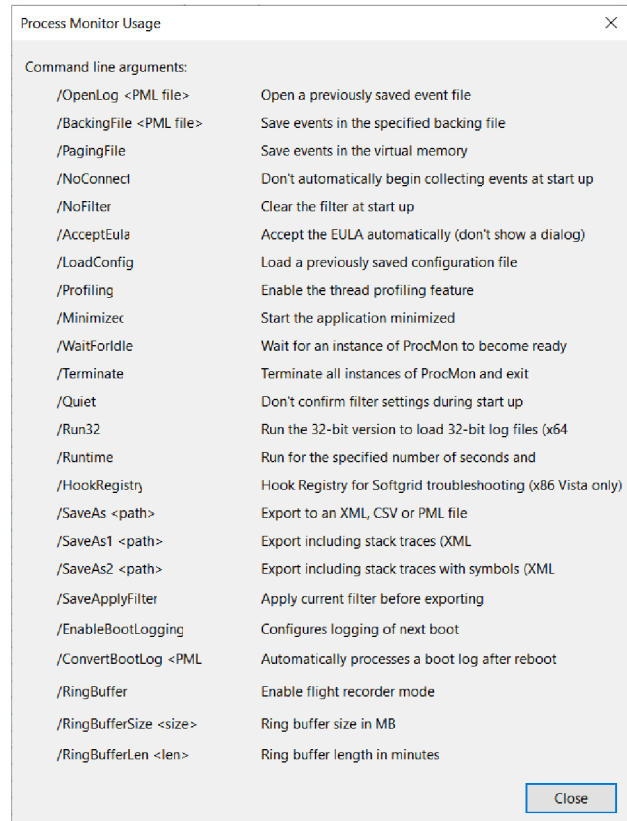 Process Monitor Usage
Command line arguments:
/OpenLog <PML file> Open a previously saved event file
/BackingFile <PML file> Save events in the specified backing file
/PagingFile Save events in the virtual memory
/NoConnect Don't automatically begin collecting events at start up
/NoFilter Clear the filter at start up
/AcceptEula Accept the EULA automatically (don't show a dialog)
/LoadConfig Load a previously saved configuration file
/Profiling Enable the thread profiling feature
/Minimized Start the application minimized
/WaitForIdle Wait for an instance of ProcMon to become ready
/Terminate Terminate all instances of ProcMon and exit
/Quiet Don't confirm filter settings during start up
/Run32 Run the 32-bit version to load 32-bit log files (x64
/Runtime Run for the specified number of seconds and
/HookRegistry Hook Registry for Softgrid troubleshooting (x86 Vista only)
/SaveAs <path> Export to an XML, CSV or PML file
/SaveAs1 <path> Export including stack traces (XML
/SaveAs2 <path> Export including stack traces with symbols (XML
/SaveApplyFilter Apply current filter before exporting
/EnableBootLogging Configures logging of next boot
/ConvertBootLog <PML Automatically processes a boot log after reboot
/RingBuffer Enable flight recorder mode
/RingBufferSize <size> Ring buffer size in MB
/RingBufferLen <len> Ring buffer length in minutes
Close